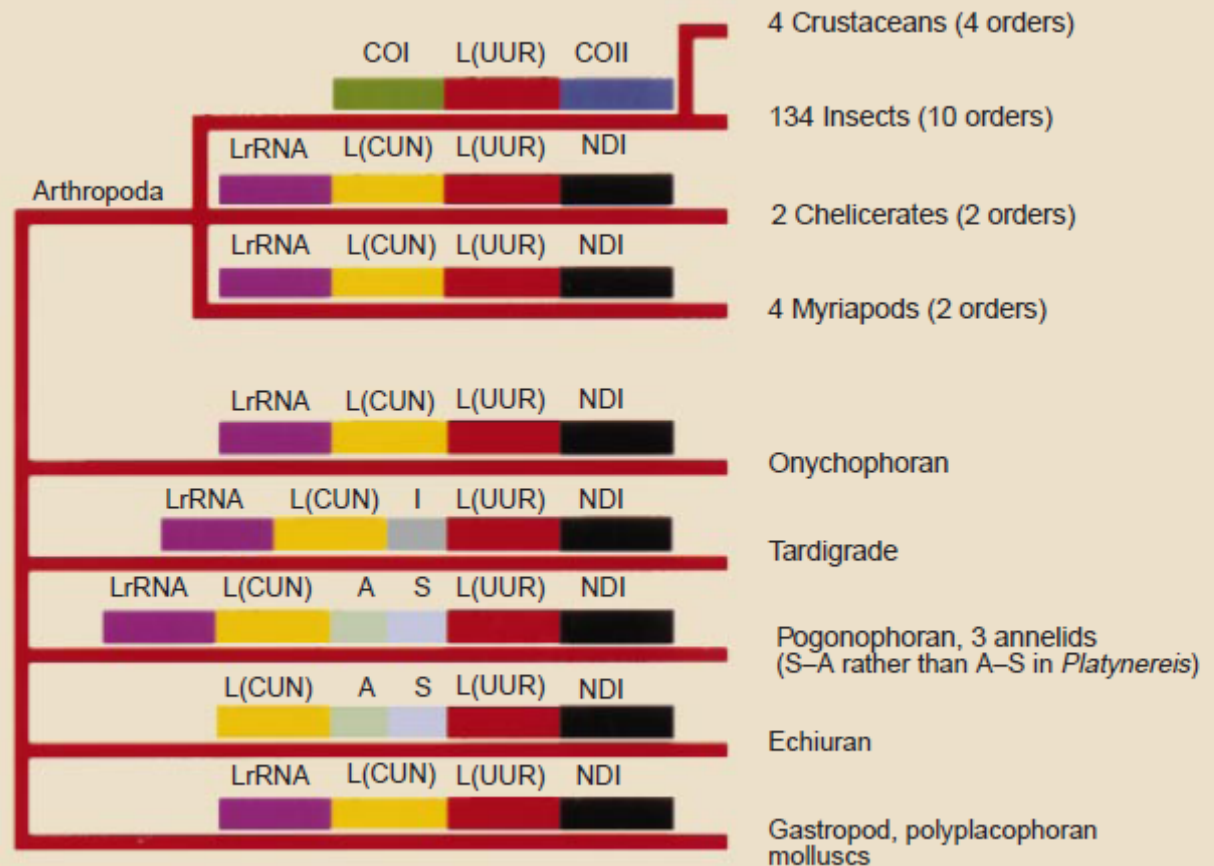 4 Crustaceans (4 orders)
COI L(UUR) COII
134 Insects (10 orders)
LrRNA L(CUN) L(UUR) NDI
Arthropoda
2 Chelicerates (2 orders)
LrRNA L(CUN) L(UUR) NDI
4 Myriapods (2 orders)
LrRNA L(CUN) L(UUR) NDI
Onychophoran
LrRNA L(CUN) I L(UUR) NDI
Tardigrade
LrRNA L(CUN) A S L(UUR) NDI
Pogonophoran, 3 annelids
(S–A rather than A–S in Platynereis)
L(CUN) A S L(UUR) NDI
Echiuran
LrRNA L(CUN) L(UUR) NDI
Gastropod, polyplacophoran
molluscs